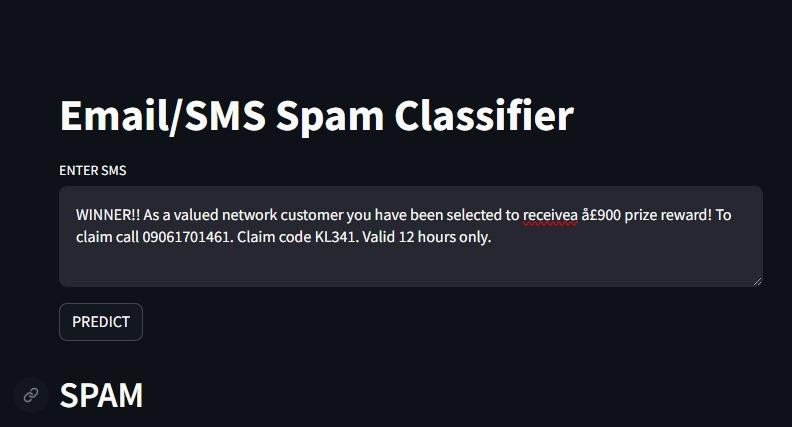 Email/SMS Spam Classifier
ENTER SMS
WINNER!! As a valued network customer you have been selected to receivea å£900 prize reward! To
claim call 09061701461. Claim code KL341. Valid 12 hours only.
PREDICT
SPAM